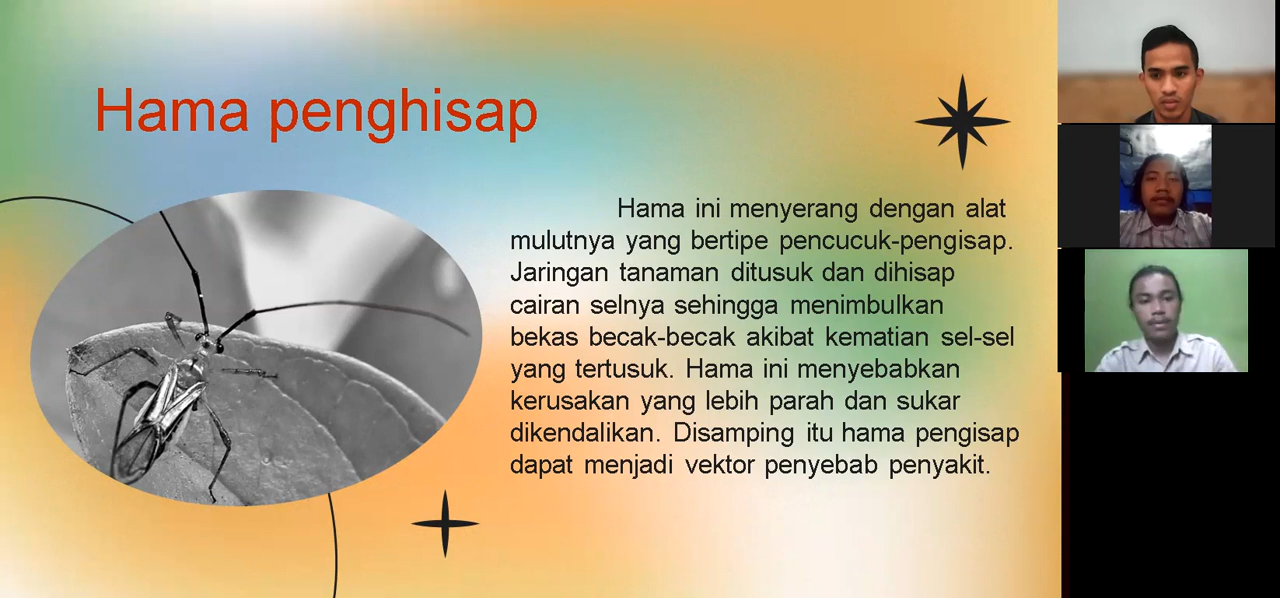 Hama penghisap
Hama ini menyerang dengan alat
mulutnya yang bertipe pencucuk-pengisap.
Jaringan tanaman ditusuk dan dihisap
cairan selnya sehingga menimbulkan
bekas becak-becak akibat kematian sel-sel
yang tertusuk. Hama ini menyebabkan
kerusakan yang lebih parah dan sukar
dikendalikan. Disamping itu hama pengisap
dapat menjadi vektor penyebab penyakit.